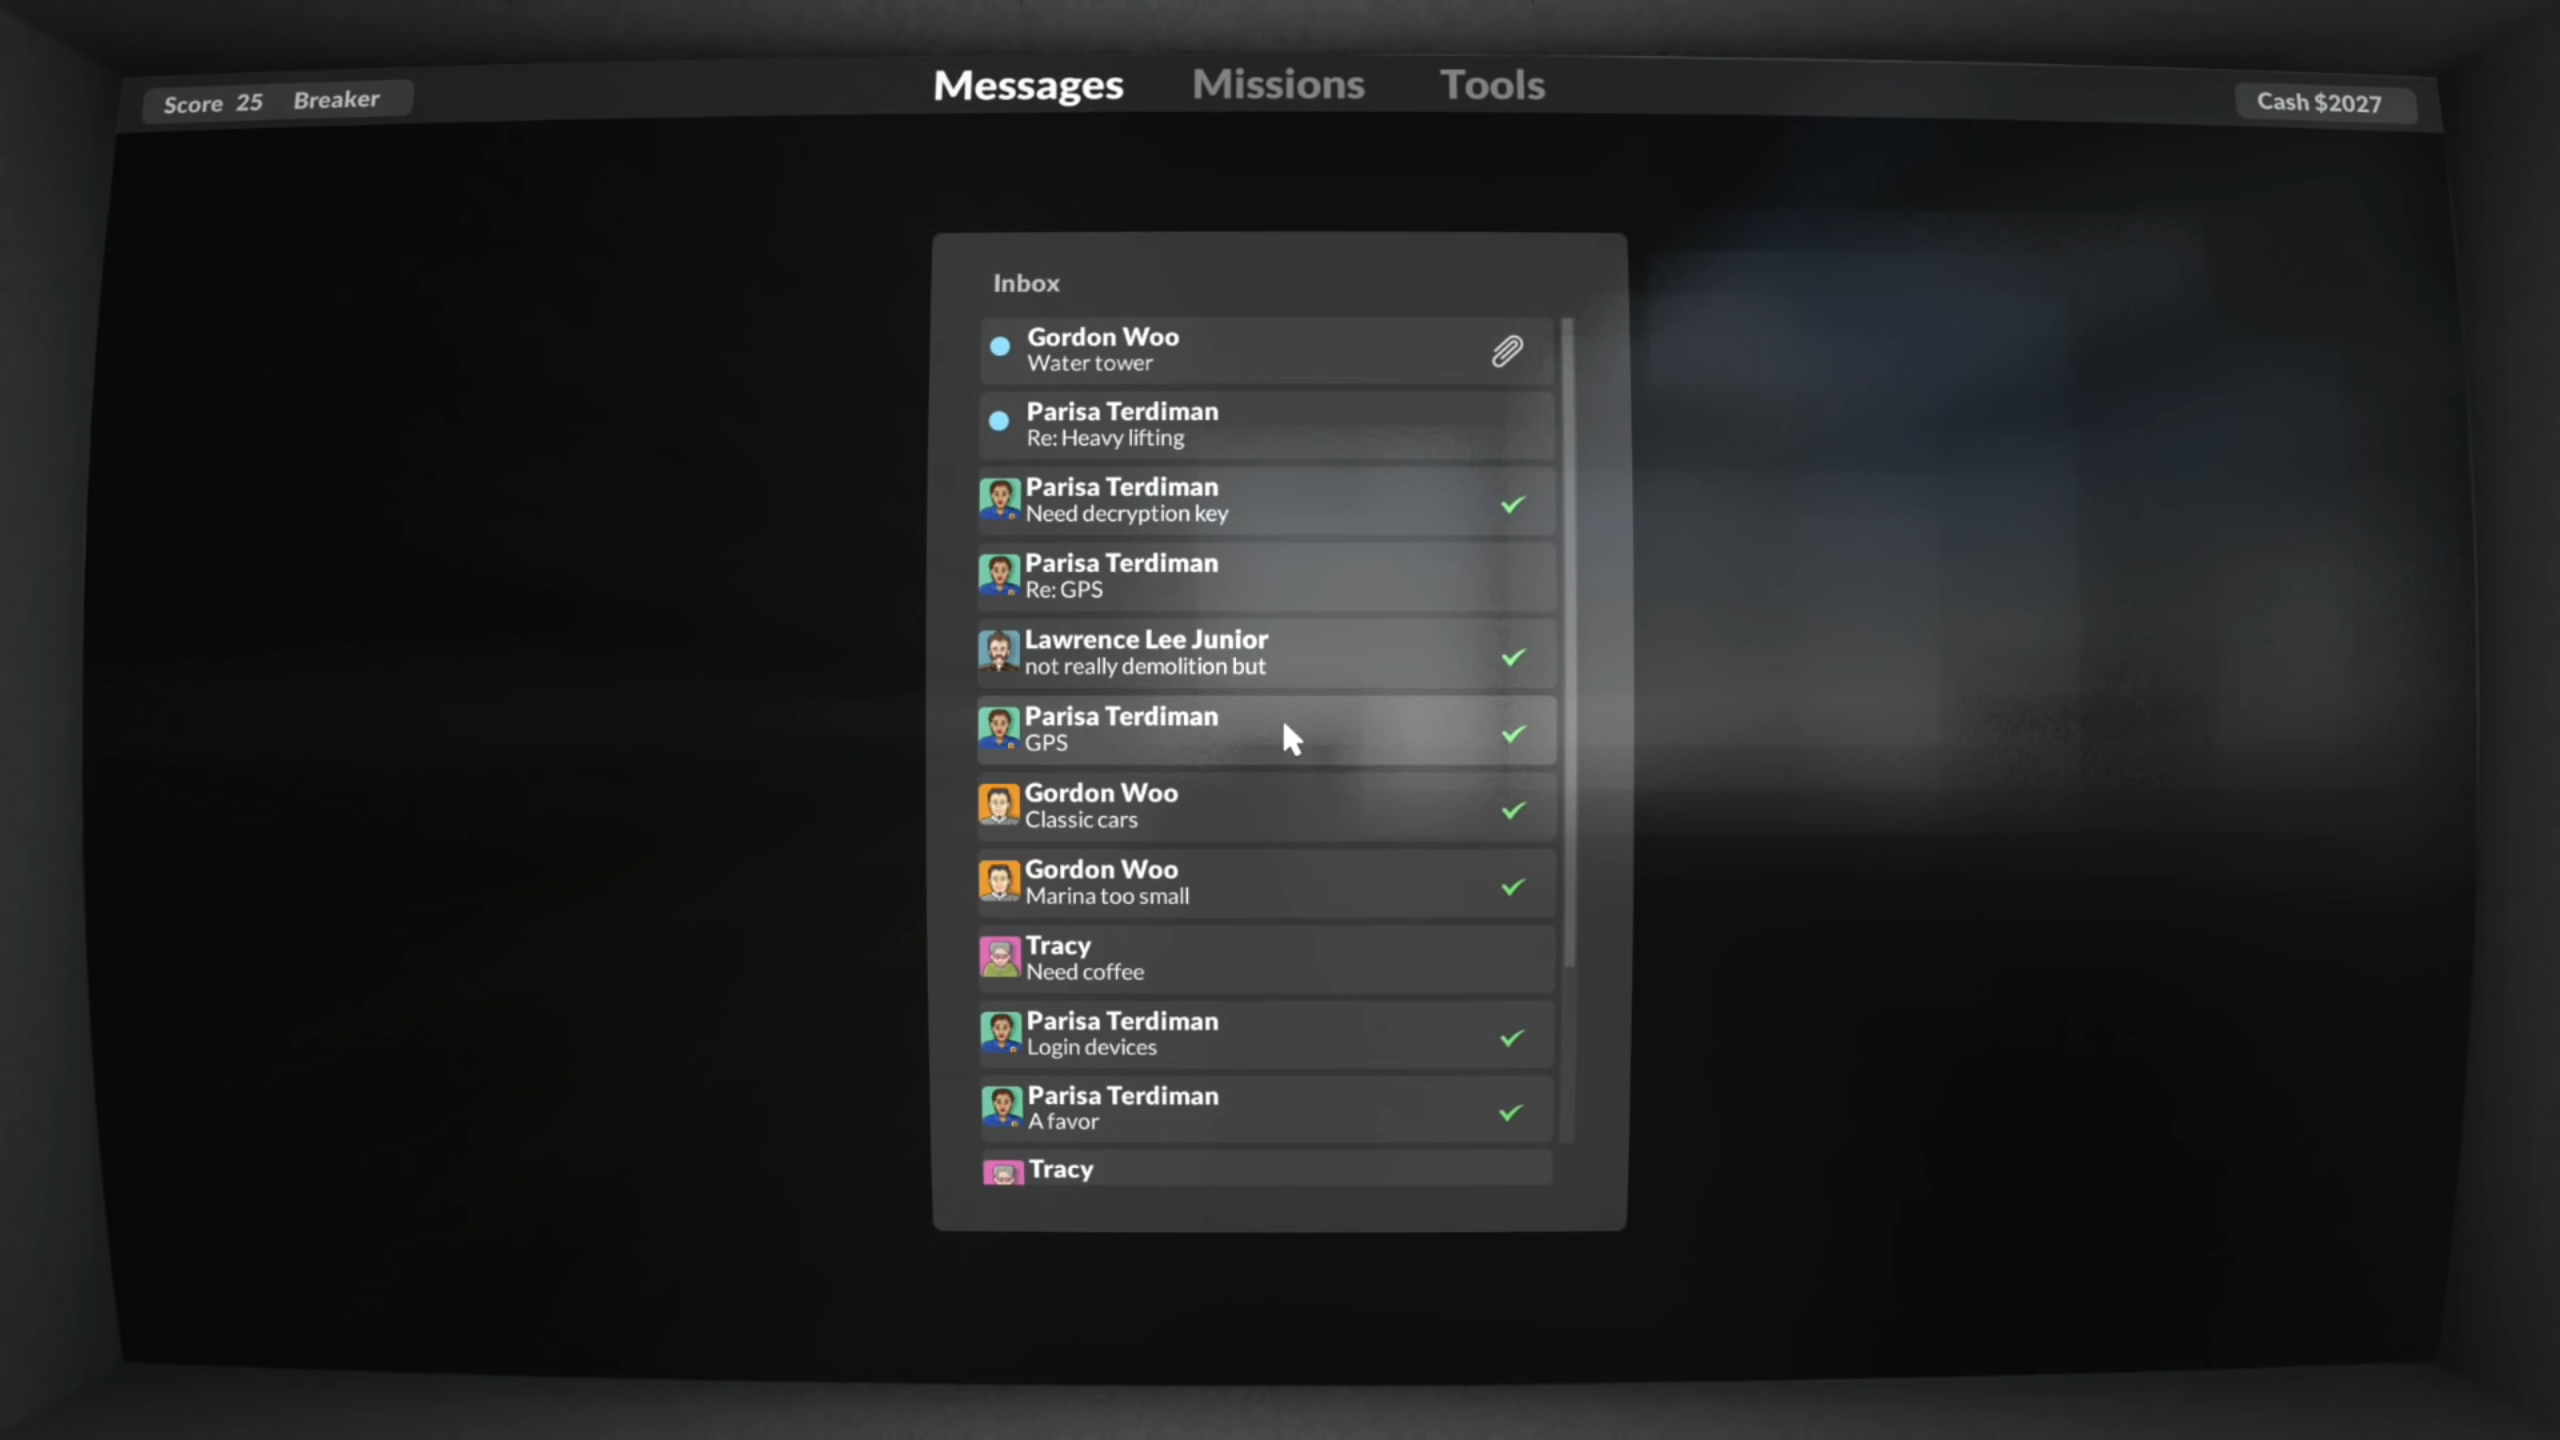 Score 25 Breaker
Messages Missions Tools
Cash $2027
Inbox
Gordon Woo
Water tower
Parisa Terdiman
Re: Heavy lifting
Parisa Terdiman
Need decryption key
Parisa Terdiman
Re: GPS
Lawrence Lee Junior
not really demolition but
Parisa Terdiman
GPS
Gordon Woo
Classic cars
Gordon Woo
Marina too small
Tracy
Need coffee
Parisa Terdiman
Login devices
Parisa Terdiman
A favor
Tracy